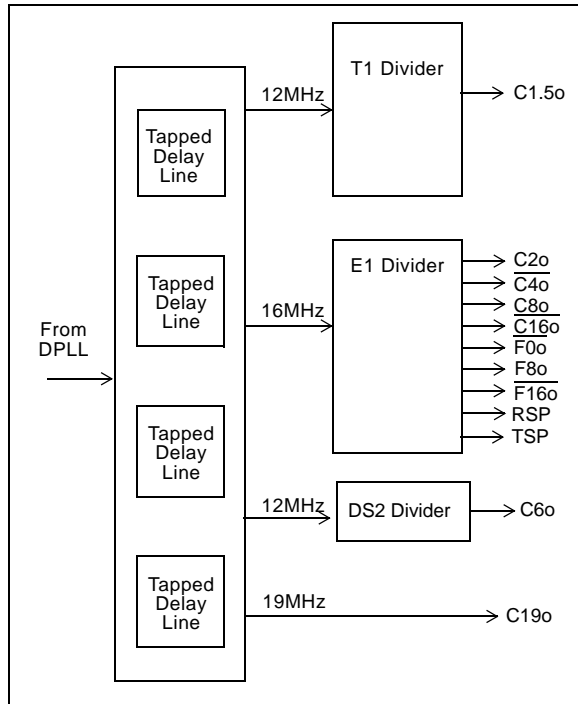 T1 Divider
12MHz
C1.5o
Tapped
Delay
Line
E1 Divider
C2o
C4o
C8o
C16o
F0o
F8o
F16o
RSP
TSP
Tapped
Delay
Line
16MHz
From
DPLL
Tapped
Delay
Line
12MHz
DS2 Divider
C6o
Tapped
Delay
Line
19MHz
C19o